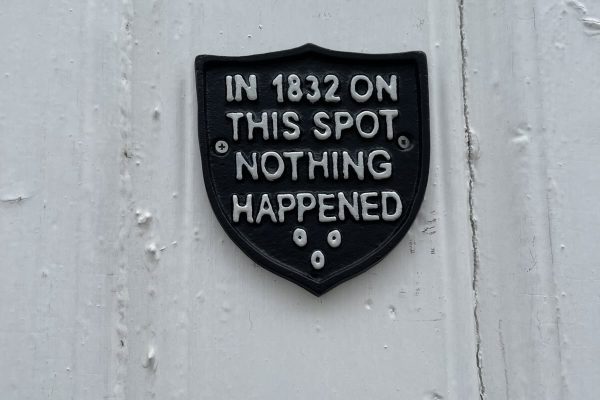 IN 1832 ON
THIS SPOT
NOTHING
HAPPENED